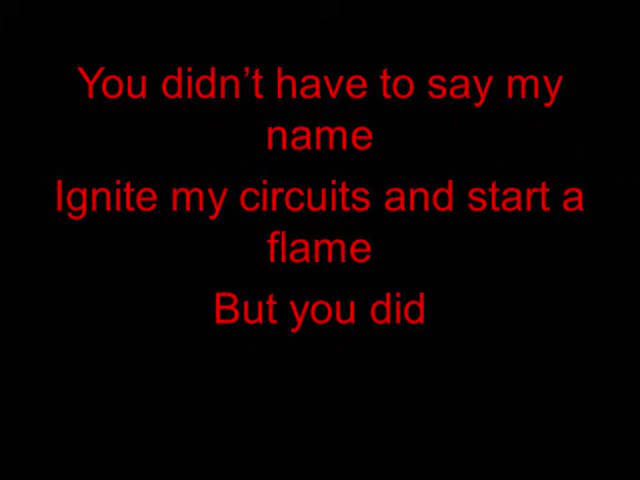 You didn’t have to say my
name
Ignite my circuits and start a
flame
But you did